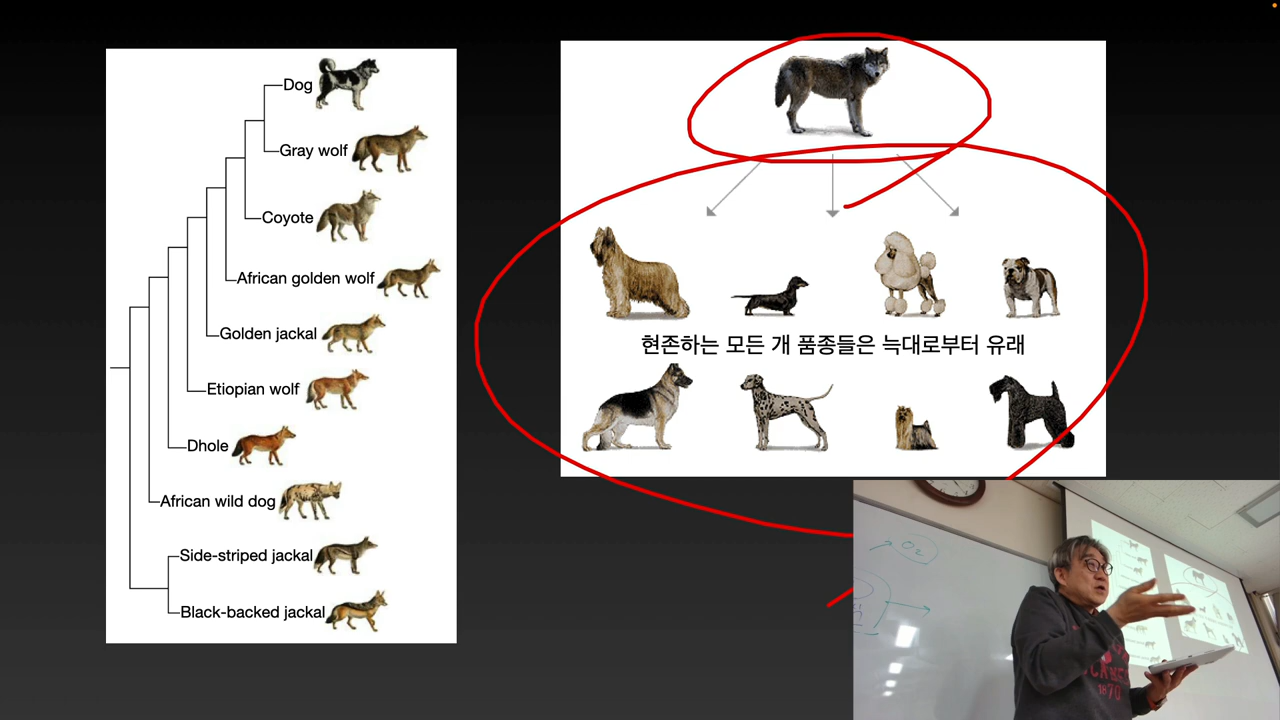 Dog
Gray wolf
Coyote
African golden wolf
Golden jackal
Etiopian wolf
Dhole
African wild dog
Side-striped jackal
Black-backed jackal
현존하는 모든 개 품종들은 늑대로부터 유래
O₂
1870